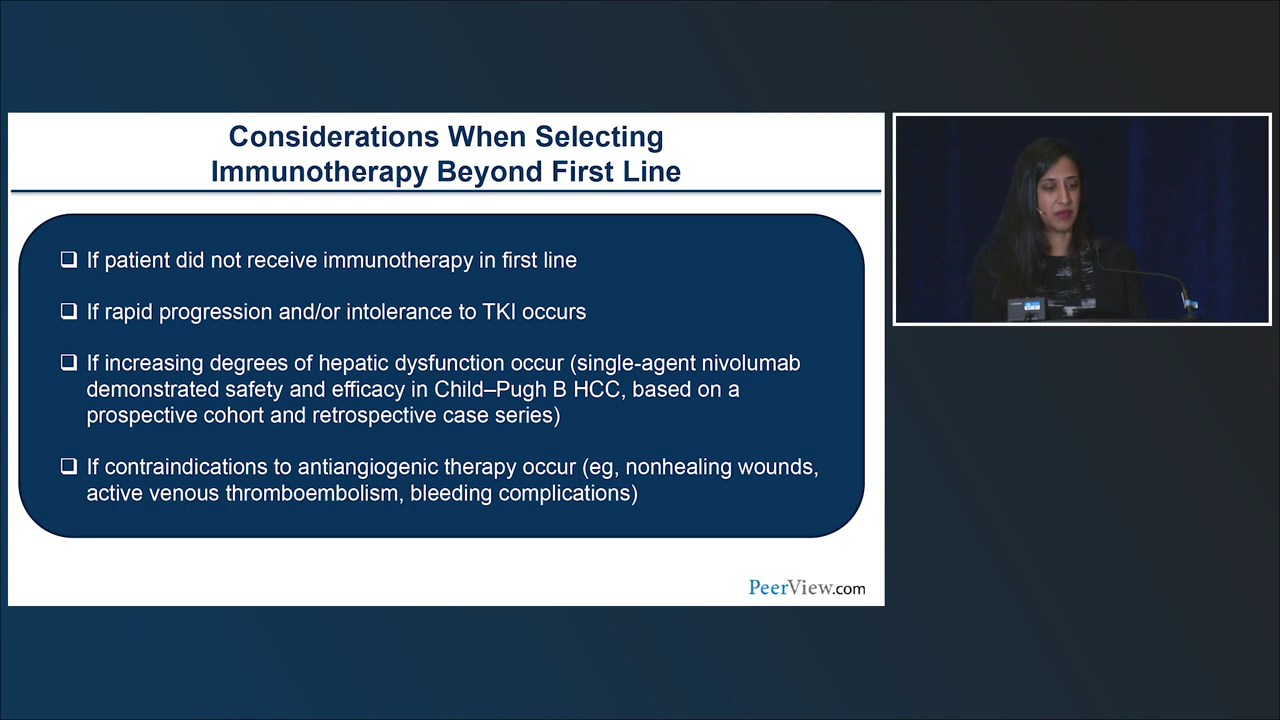 Considerations When Selecting
Immunotherapy Beyond First Line
If patient did not receive immunotherapy in first line
If rapid progression and/or intolerance to TKI occurs
If increasing degrees of hepatic dysfunction occur (single-agent nivolumab
demonstrated safety and efficacy in Child–Pugh B HCC, based on a
prospective cohort and retrospective case series)
If contraindications to antiangiogenic therapy occur (eg, nonhealing wounds,
active venous thromboembolism, bleeding complications)
PeerView.com